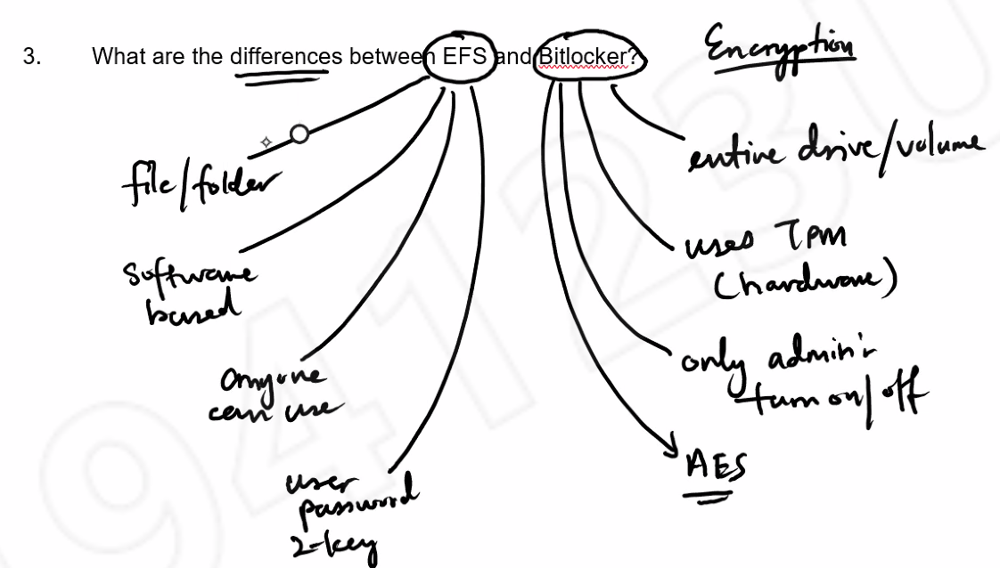 3. What are the differences between EFS and Bitlocker?
Encryption
file/folder
software
based
anyone
can use
user
password
2-key
entire drive/volume
uses TPM
(hardware)
only admin's
turn on/off
AES
941230